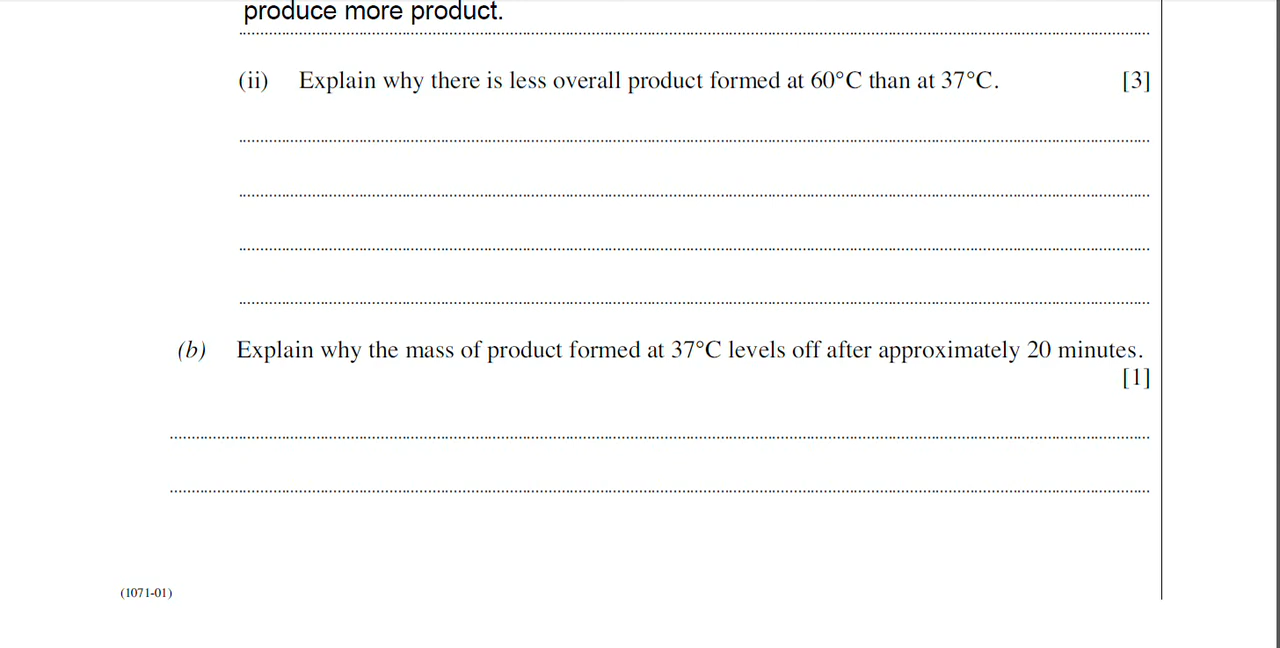 produce more product.
(ii) Explain why there is less overall product formed at 60°C than at 37°C. [3]
(b) Explain why the mass of product formed at 37°C levels off after approximately 20 minutes.
[1]
(1071-01)